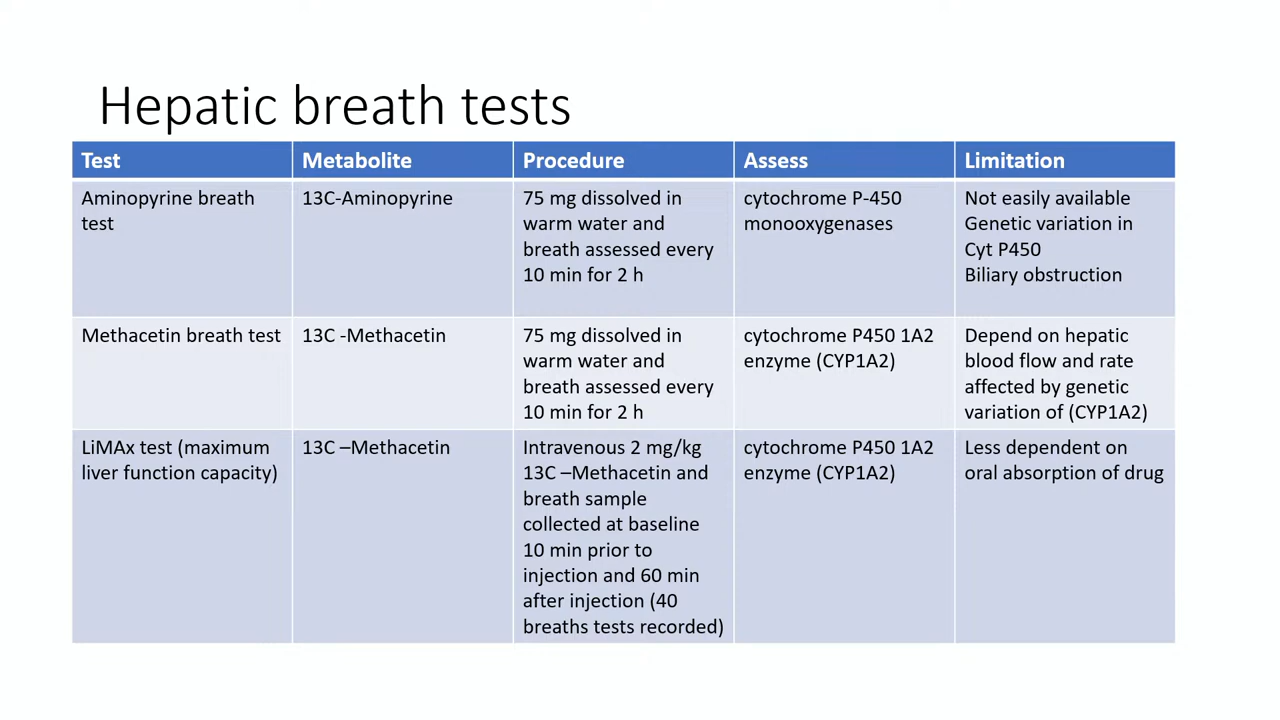 Hepatic breath tests
Test
Metabolite
Procedure
Assess
Limitation
Aminopyrine breath
test
13C-Aminopyrine
75 mg dissolved in
warm water and
breath assessed every
10 min for 2 h
cytochrome P-450
monooxygenases
Not easily available
Genetic variation in
Cyt P450
Biliary obstruction
Methacetin breath test
13C -Methacetin
75 mg dissolved in
warm water and
breath assessed every
10 min for 2 h
cytochrome P450 1A2
enzyme (CYP1A2)
Depend on hepatic
blood flow and rate
affected by genetic
variation of (CYP1A2)
LiMAx test (maximum
liver function capacity)
13C –Methacetin
Intravenous 2 mg/kg
13C –Methacetin and
breath sample
collected at baseline
10 min prior to
injection and 60 min
after injection (40
breaths tests recorded)
cytochrome P450 1A2
enzyme (CYP1A2)
Less dependent on
oral absorption of drug